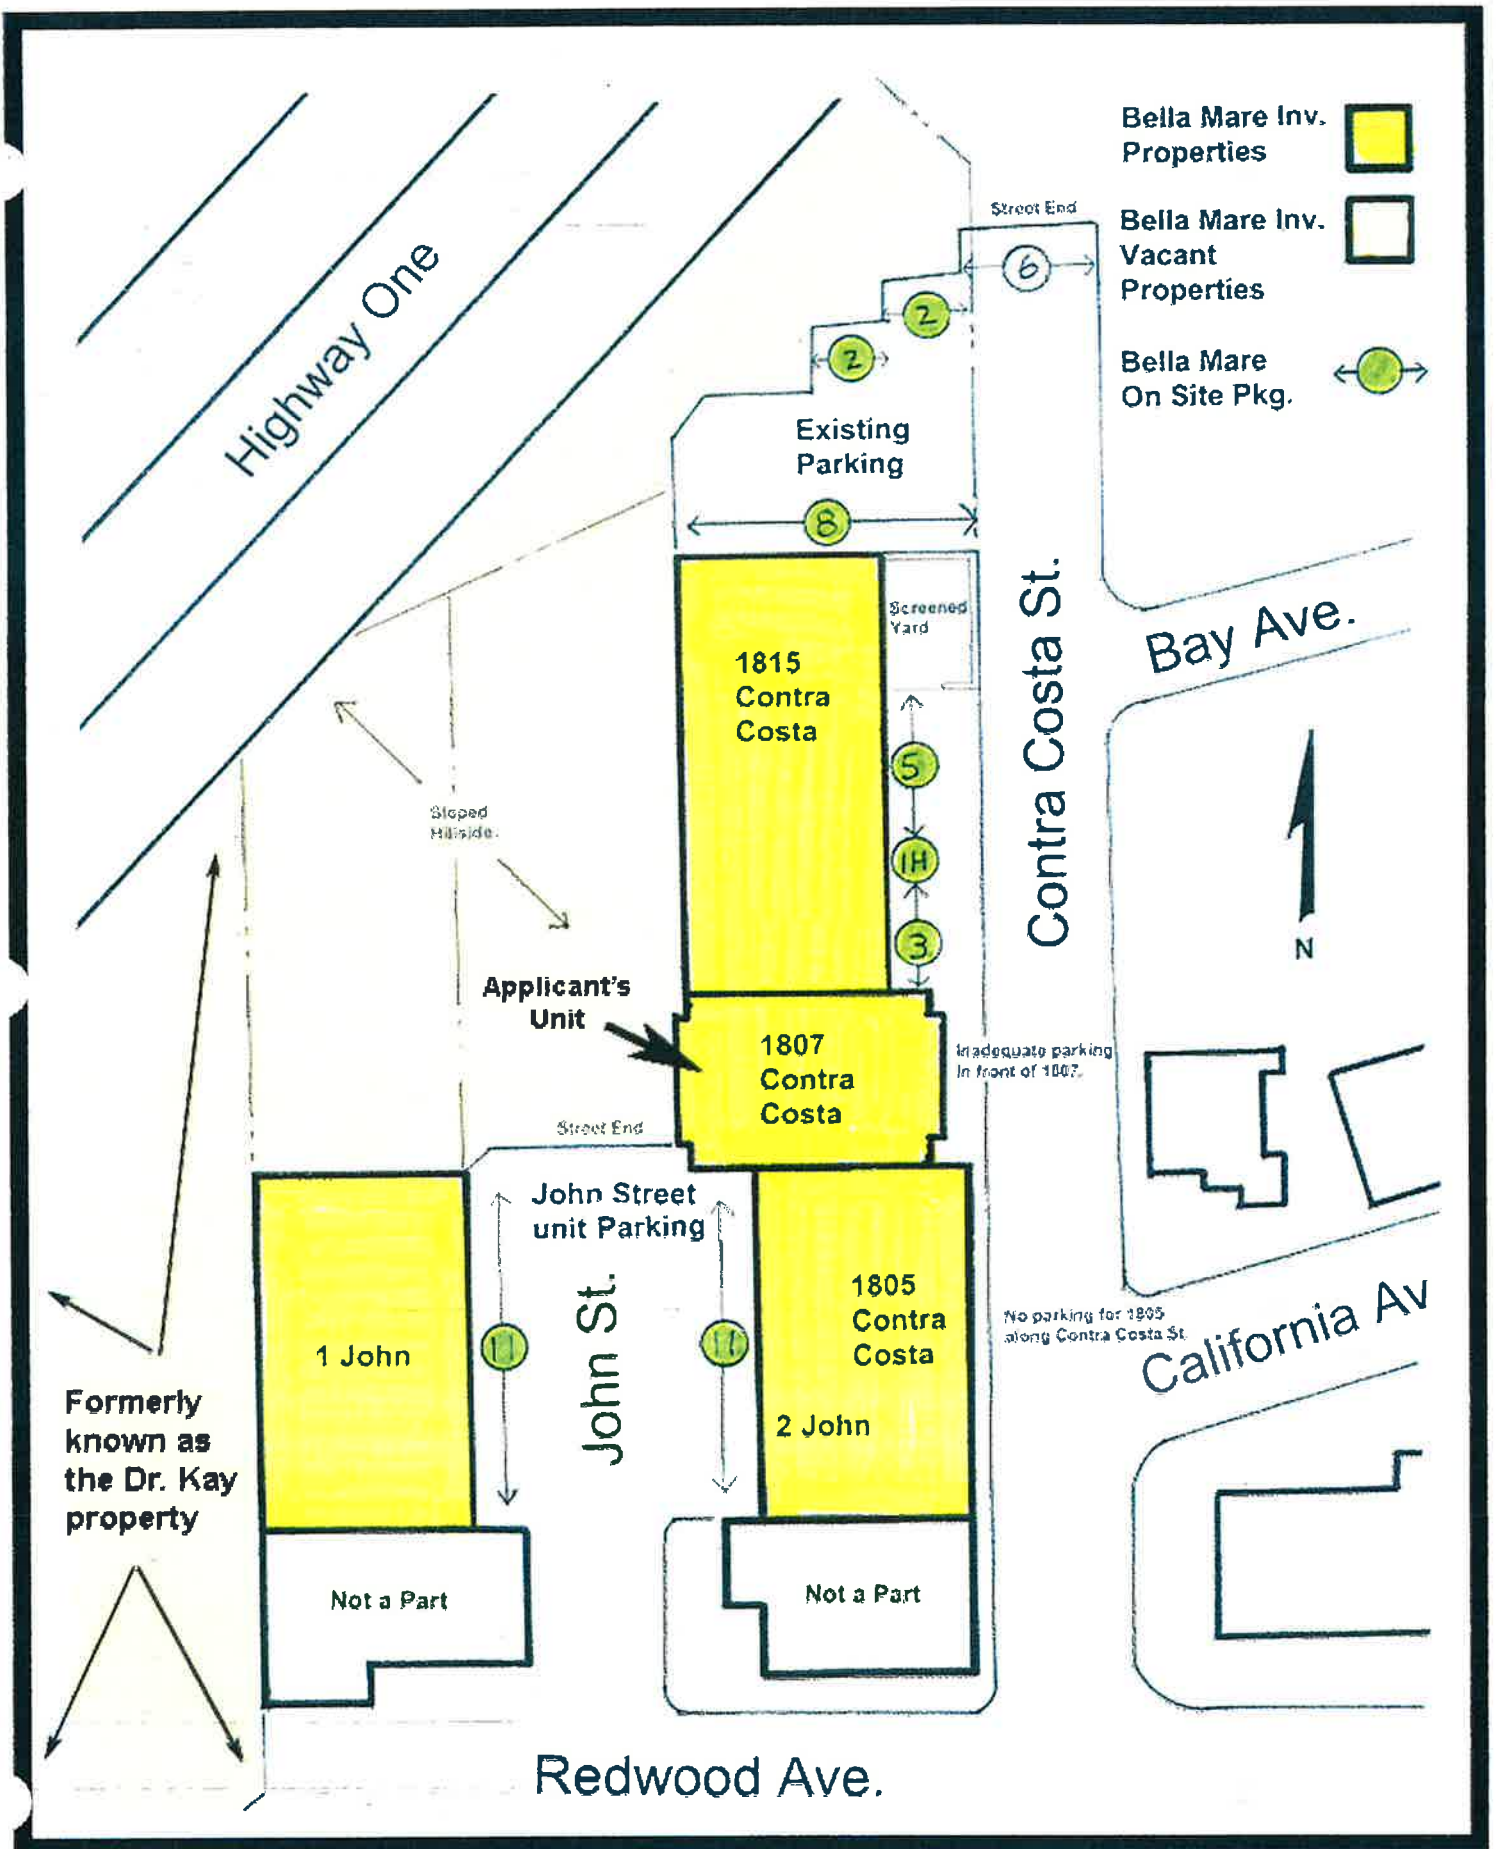 Bella Mare Inv.
Properties
Bella Mare Inv.
Vacant
Properties
Bella Mare
On Site Pkg.
Street End
6
2
2
Highway One
Existing
Parking
8
Screened
Yard
Contra Costa St.
Bay Ave.
1815
Contra
Costa
5
1H
3
Sloped
Hillside.
N
Applicant's
Unit
1807
Contra
Costa
Inadequate parking
in front of 1807.
Street End
John Street
unit Parking
1805
Contra
Costa
No parking for 1805
along Contra Costa St.
California Av
1 John
11
John St.
11
2 John
Formerly
known as
the Dr. Kay
property
Not a Part
Not a Part
Redwood Ave.